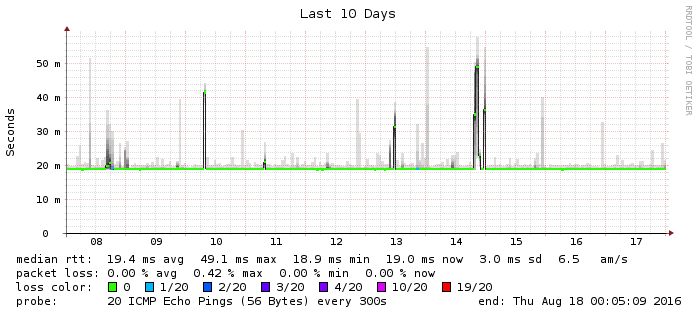 Last 10 Days
RRDTOOL / TOBI OETIKER
Seconds
50 m
40 m
30 m
20 m
10 m
0
08 09 10 11 12 13 14 15 16 17
median rtt: 19.4 ms avg 49.1 ms max 18.9 ms min 19.0 ms now 3.0 ms sd 6.5 am/s
packet loss: 0.00 % avg 0.42 % max 0.00 % min 0.00 % now
loss color: 0 1/20 2/20 3/20 4/20 10/20 19/20
probe: 20 ICMP Echo Pings (56 Bytes) every 300s end: Thu Aug 18 00:05:09 2016